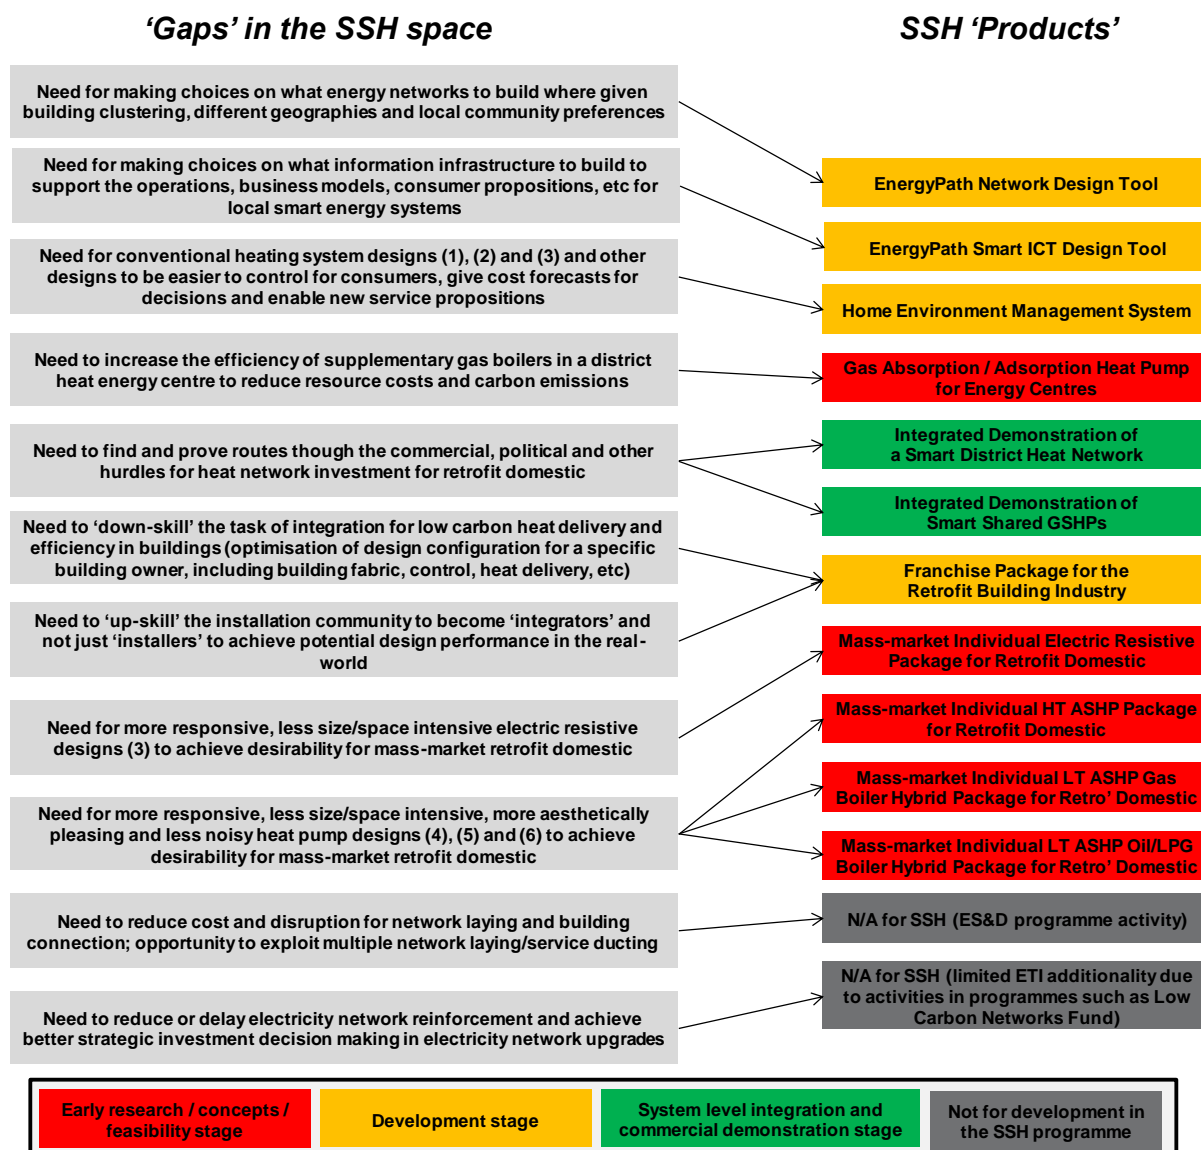 ‘Gaps’ in the SSH space
SSH ‘Products’
Need for making choices on what energy networks to build where given
building clustering, different geographies and local community preferences
Need for making choices on what information infrastructure to build to
support the operations, business models, consumer propositions, etc for
local smart energy systems
Need for conventional heating system designs (1), (2) and (3) and other
designs to be easier to control for consumers, give cost forecasts for
decisions and enable new service propositions
Need to increase the efficiency of supplementary gas boilers in a district
heat energy centre to reduce resource costs and carbon emissions
Need to find and prove routes though the commercial, political and other
hurdles for heat network investment for retrofit domestic
Need to ‘down-skill’ the task of integration for low carbon heat delivery and
efficiency in buildings (optimisation of design configuration for a specific
building owner, including building fabric, control, heat delivery, etc)
Need to ‘up-skill’ the installation community to become ‘integrators’ and
not just ‘installers’ to achieve potential design performance in the real-
world
Need for more responsive, less size/space intensive electric resistive
designs (3) to achieve desirability for mass-market retrofit domestic
Need for more responsive, less size/space intensive, more aesthetically
pleasing and less noisy heat pump designs (4), (5) and (6) to achieve
desirability for mass-market retrofit domestic
Need to reduce cost and disruption for network laying and building
connection; opportunity to exploit multiple network laying/service ducting
Need to reduce or delay electricity network reinforcement and achieve
better strategic investment decision making in electricity network upgrades
EnergyPath Network Design Tool
EnergyPath Smart ICT Design Tool
Home Environment Management System
Gas Absorption / Adsorption Heat Pump
for Energy Centres
Integrated Demonstration of
a Smart District Heat Network
Integrated Demonstration of
Smart Shared GSHPs
Franchise Package for the
Retrofit Building Industry
Mass-market Individual Electric Resistive
Package for Retrofit Domestic
Mass-market Individual HT ASHP Package
for Retrofit Domestic
Mass-market Individual LT ASHP Gas
Boiler Hybrid Package for Retro’ Domestic
Mass-market Individual LT ASHP Oil/LPG
Boiler Hybrid Package for Retro’ Domestic
N/A for SSH (ES&D programme activity)
N/A for SSH (limited ETI additionality due
to activities in programmes such as Low
Carbon Networks Fund)
Early research / concepts /
feasibility stage
Development stage
System level integration and
commercial demonstration stage
Not for development in
the SSH programme